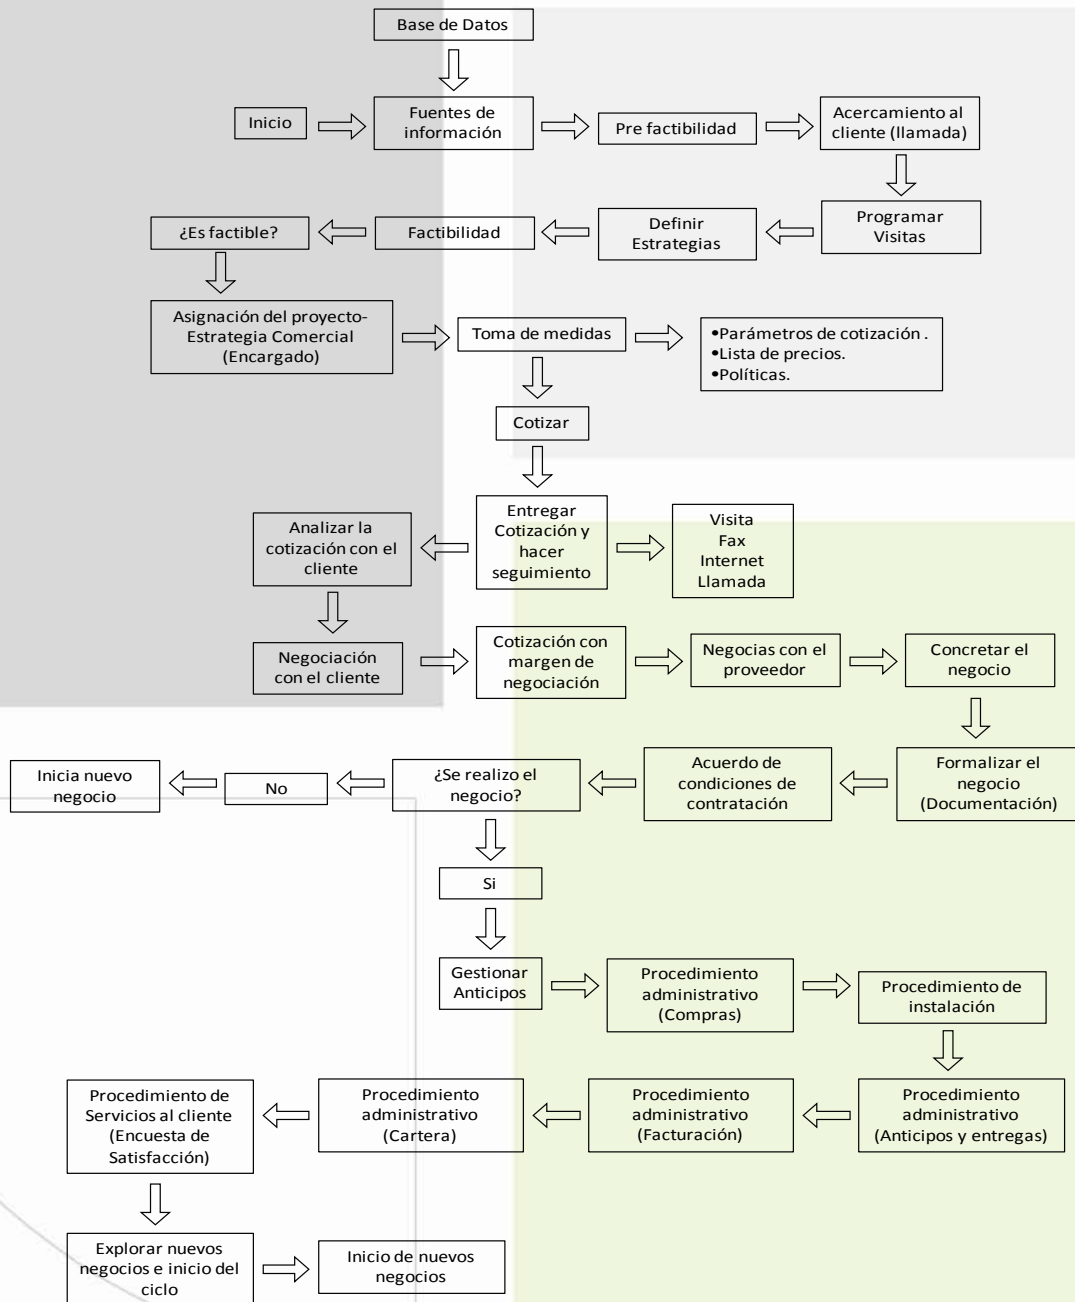 Base de Datos
Inicio
Fuentes de
información
Pre factibilidad
Acercamiento al
cliente (llamada)
Programar
Visitas
Definir
Estrategias
Factibilidad
¿Es factible?
Asignación del proyecto-
Estrategia Comercial
(Encargado)
Toma de medidas
•Parámetros de cotización .
•Lista de precios.
•Políticas.
Cotizar
Entregar
Cotización y
hacer
seguimiento
Visita
Fax
Internet
Llamada
Analizar la
cotización con el
cliente
Negociación
con el cliente
Cotización con
margen de
negociación
Negocias con el
proveedor
Concretar el
negocio
Formalizar el
negocio
(Documentación)
Acuerdo de
condiciones de
contratación
¿Se realizo el
negocio?
No
Inicia nuevo
negocio
Si
Gestionar
Anticipos
Procedimiento
administrativo
(Compras)
Procedimiento de
instalación
Procedimiento
administrativo
(Anticipos y entregas)
Procedimiento
administrativo
(Facturación)
Procedimiento
administrativo
(Cartera)
Procedimiento de
Servicios al cliente
(Encuesta de
Satisfacción)
Explorar nuevos
negocios e inicio del
ciclo
Inicio de nuevos
negocios